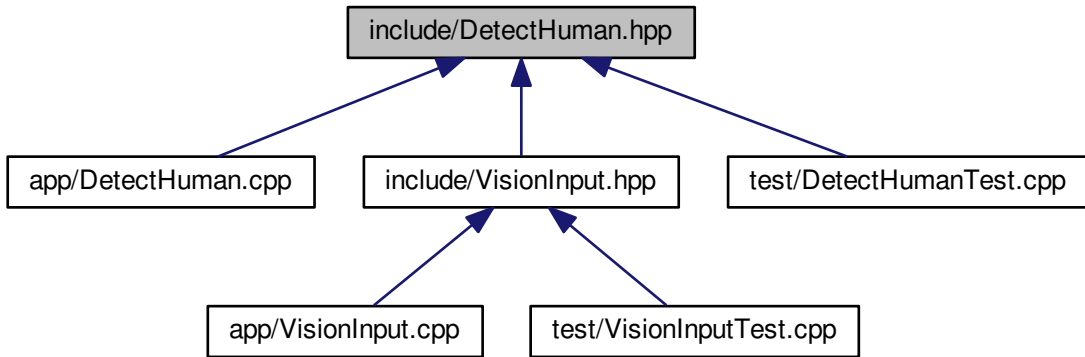 include/DetectHuman.hpp
app/DetectHuman.cpp
include/VisionInput.hpp
test/DetectHumanTest.cpp
app/VisionInput.cpp
test/VisionInputTest.cpp